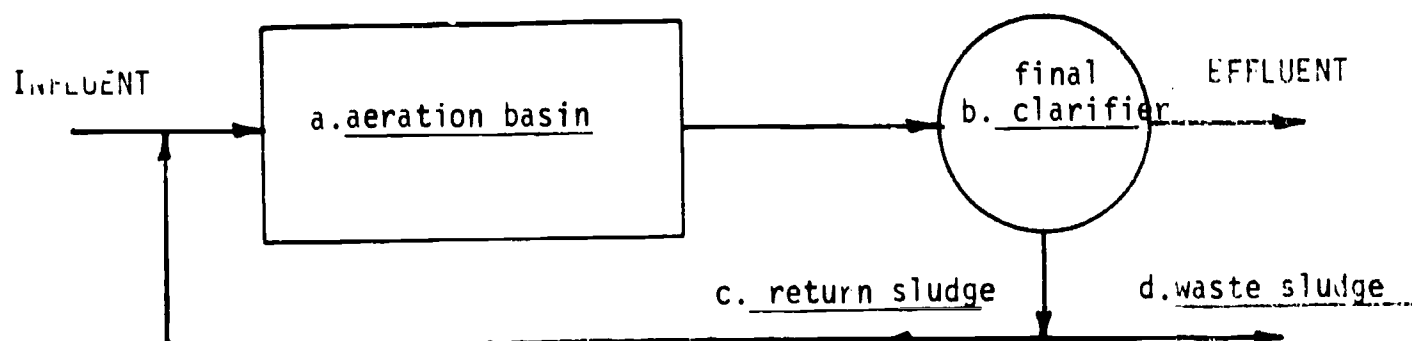 INFLUENT
a. aeration basin
final
b. clarifier
EFFLUENT
c. return sludge
d. waste sludge